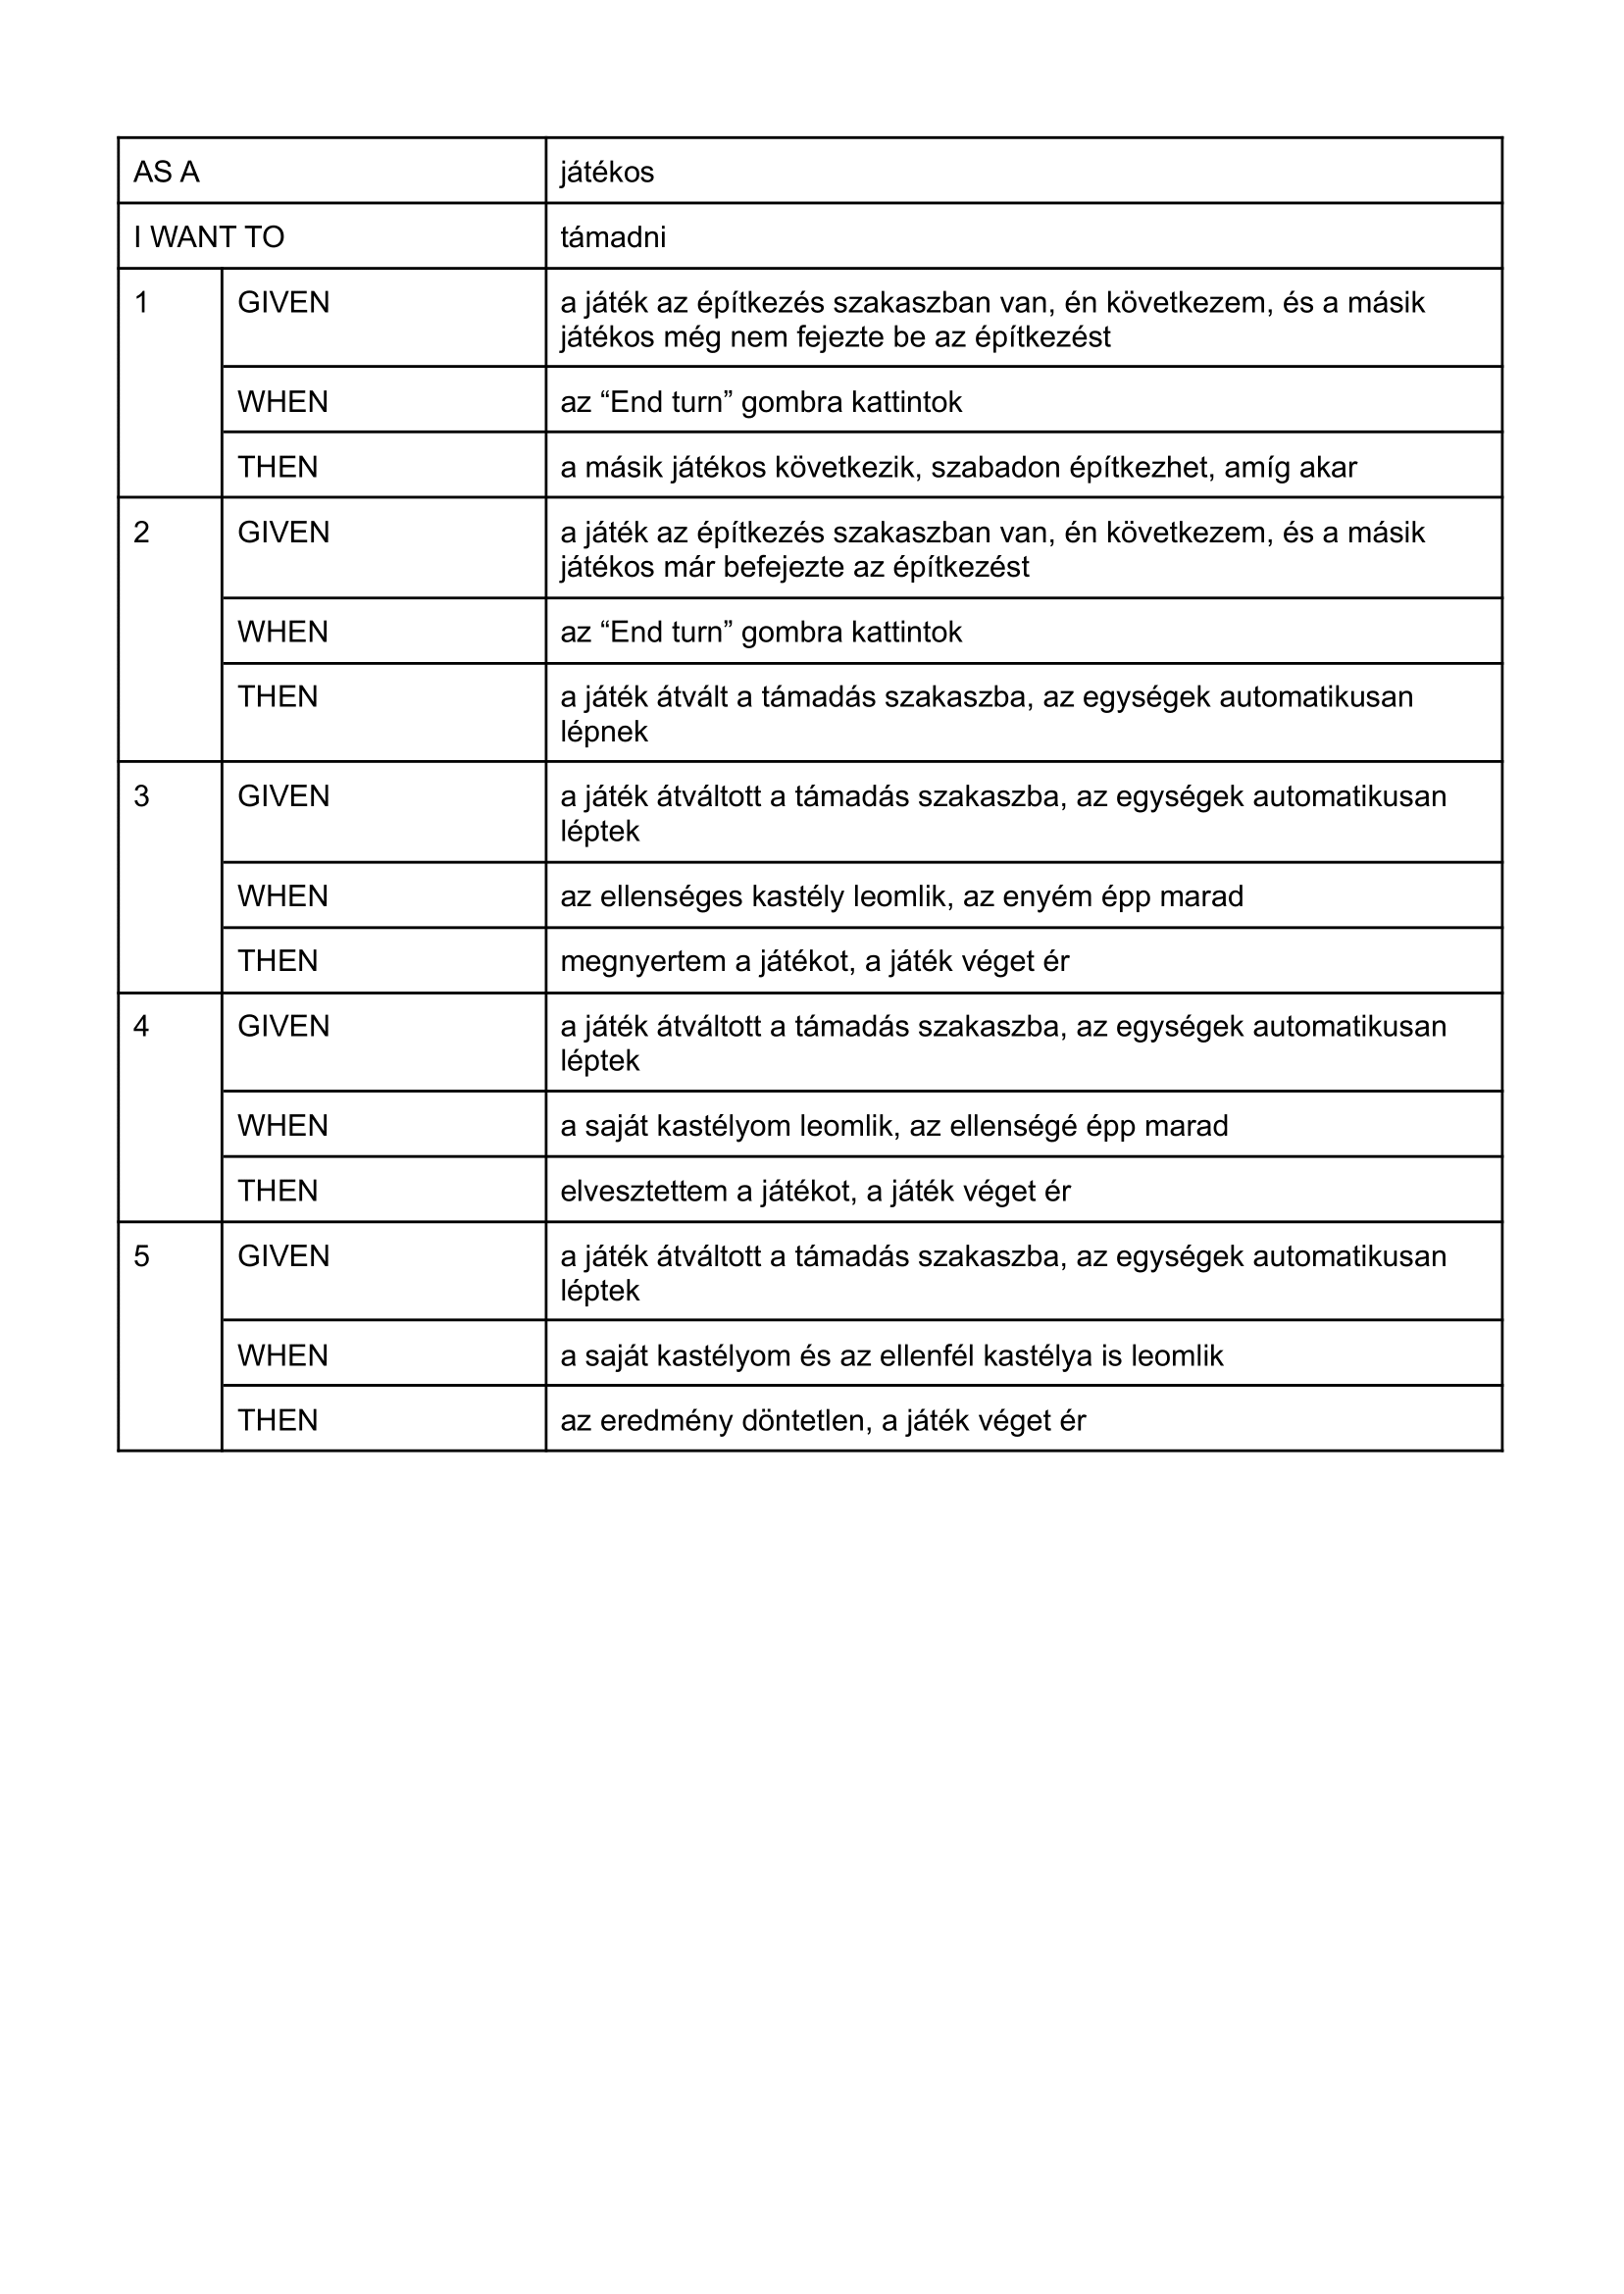 AS A játékos
I WANT TO támadni
1 GIVEN a játék az építkezés szakaszban van, én következem, és a másik
játékos még nem fejezte be az építkezést
WHEN az “End turn” gombra kattintok
THEN a másik játékos következik, szabadon építkezhet, amíg akar
2 GIVEN a játék az építkezés szakaszban van, én következem, és a másik
játékos már befejezte az építkezést
WHEN az “End turn” gombra kattintok
THEN a játék átvált a támadás szakaszba, az egységek automatikusan
lépnek
3 GIVEN a játék átváltott a támadás szakaszba, az egységek automatikusan
léptek
WHEN az ellenséges kastély leomlik, az enyém épp marad
THEN megnyertem a játékot, a játék véget ér
4 GIVEN a játék átváltott a támadás szakaszba, az egységek automatikusan
léptek
WHEN a saját kastélyom leomlik, az ellenségé épp marad
THEN elvesztettem a játékot, a játék véget ér
5 GIVEN a játék átváltott a támadás szakaszba, az egységek automatikusan
léptek
WHEN a saját kastélyom és az ellenfél kastélya is leomlik
THEN az eredmény döntetlen, a játék véget ér